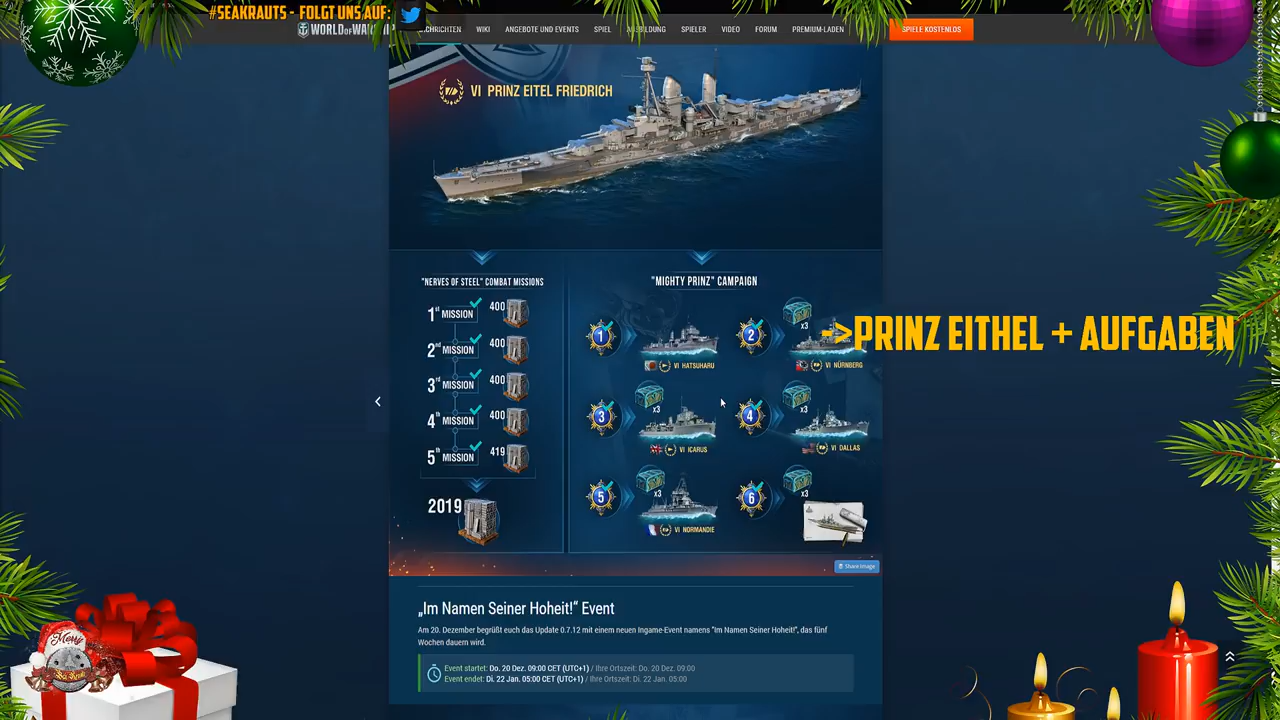 #SEAKRAUTS - FOLGT UNS AUF:
WORLD OF WA
NACHRICHTEN WIKI ANGEBOTE UND EVENTS SPIEL SPIELER VIDEO FORUM PREMIUM-LADEN
SPIELE KOSTENLOS
VI PRINZ EITEL FRIEDRICH
"NERVES OF STEEL" COMBAT MISSIONS
1st MISSION 400
2nd MISSION 400
3rd MISSION 400
4th MISSION 400
5th MISSION 419
2019
"MIGHTY PRINZ" CAMPAIGN
1
VI HATSUHARU
2
x3
VI NÜRNBERG
3
x3
VI ICARUS
4
x3
VI DALLAS
5
x3
VI NORMANDIE
6
x3
->PRINZ EITHEL + AUFGABEN
Share Image
„Im Namen Seiner Hoheit!“ Event
Am 20. Dezember begrüßt euch das Update 0.7.12 mit einem neuen Ingame-Event namens "Im Namen Seiner Hoheit!", das fünf
Wochen dauern wird.
Event startet: Do. 20 Dez. 09:00 CET (UTC+1) / Ihre Ortszeit: Do. 20 Dez. 09:00
Event endet: Di. 22 Jan. 05:00 CET (UTC+1) / Ihre Ortszeit: Di. 22 Jan. 05:00
Merry